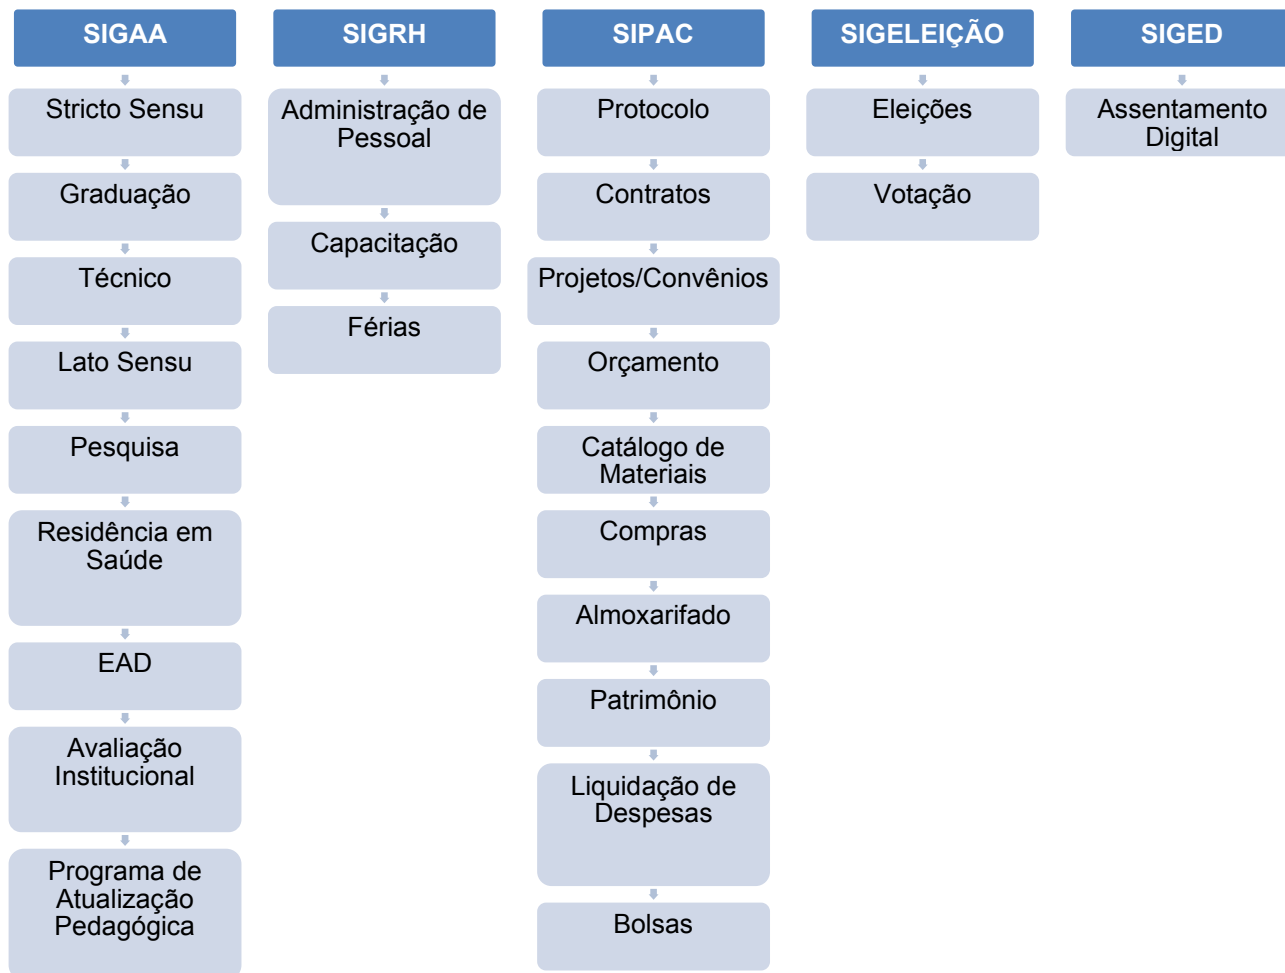 SIGAA
Stricto Sensu
Graduação
Técnico
Lato Sensu
Pesquisa
Residência em
Saúde
EAD
Avaliação
Institucional
Programa de
Atualização
Pedagógica
SIGRH
Administração de
Pessoal
Capacitação
Férias
SIPAC
Protocolo
Contratos
Projetos/Convênios
Orçamento
Catálogo de
Materiais
Compras
Almoxarifado
Patrimônio
Liquidação de
Despesas
Bolsas
SIGELEIÇÃO
Eleições
Votação
SIGED
Assentamento
Digital